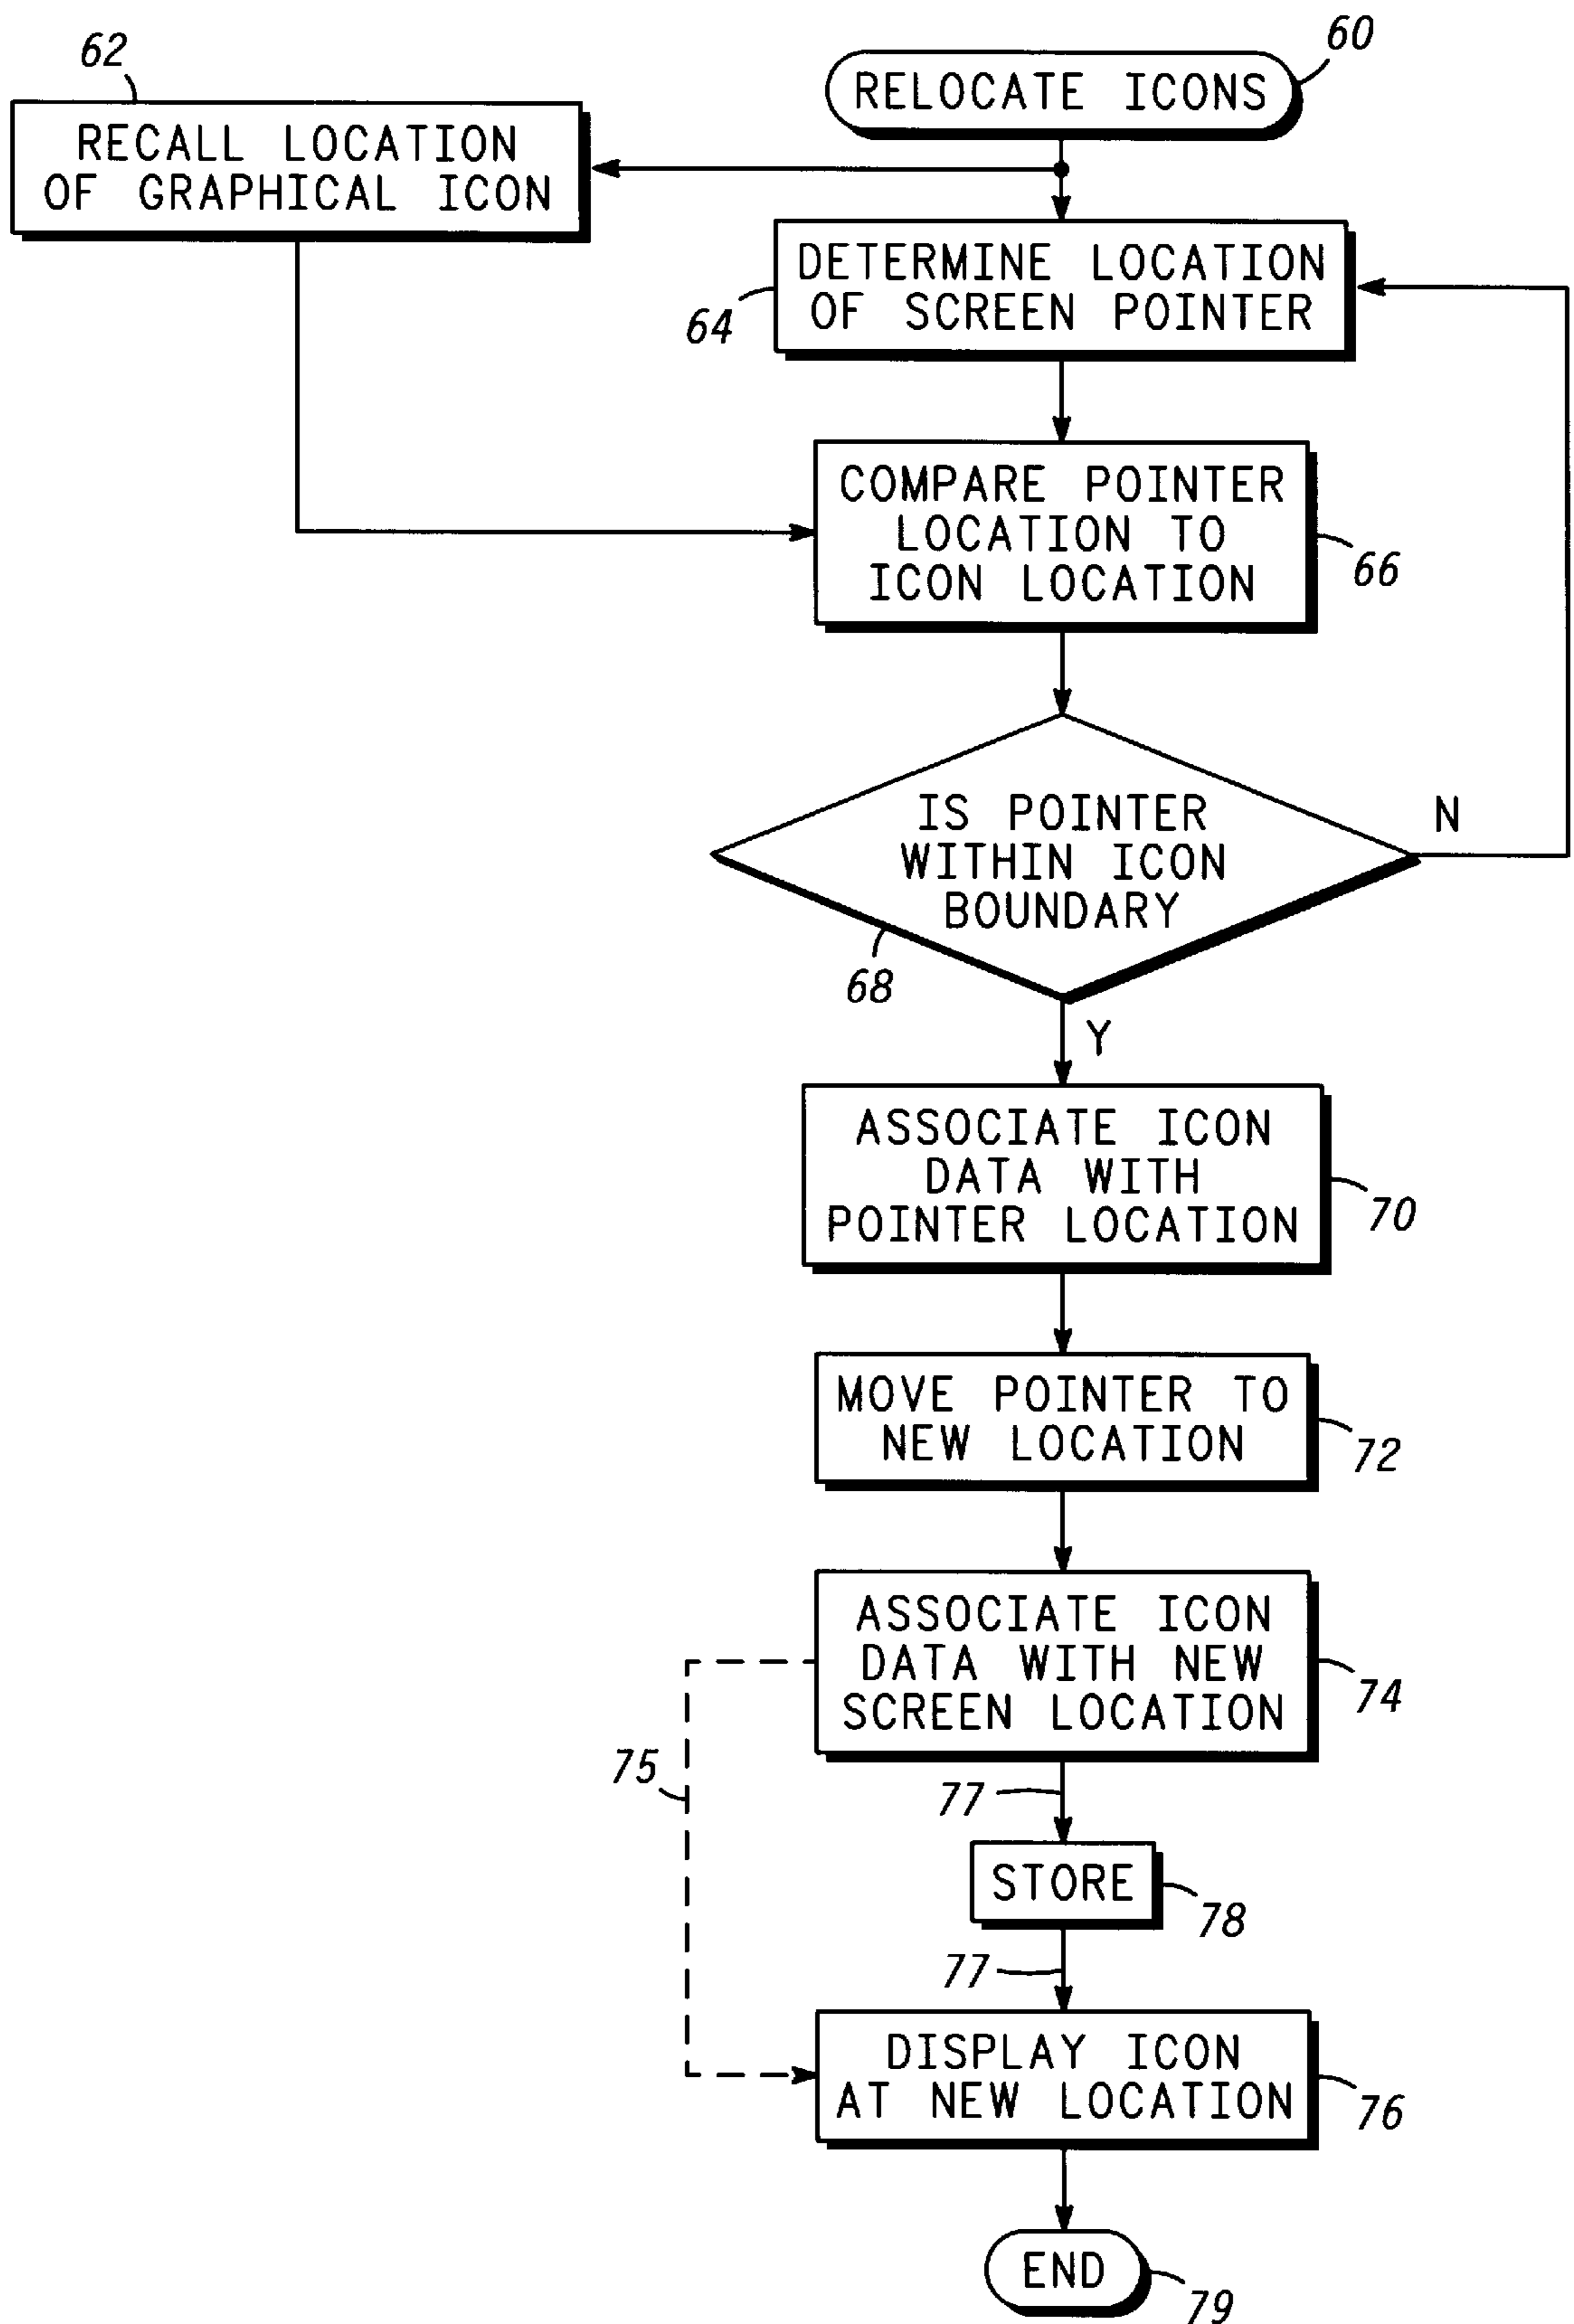 60
RELOCATE ICONS
62
RECALL LOCATION
OF GRAPHICAL ICON
DETERMINE LOCATION
OF SCREEN POINTER
64
COMPARE POINTER
LOCATION TO
ICON LOCATION
66
IS POINTER
WITHIN ICON
BOUNDARY
N
68
Y
ASSOCIATE ICON
DATA WITH
POINTER LOCATION
70
MOVE POINTER TO
NEW LOCATION
72
ASSOCIATE ICON
DATA WITH NEW
SCREEN LOCATION
74
75
77
STORE
78
77
DISPLAY ICON
AT NEW LOCATION
76
END
79